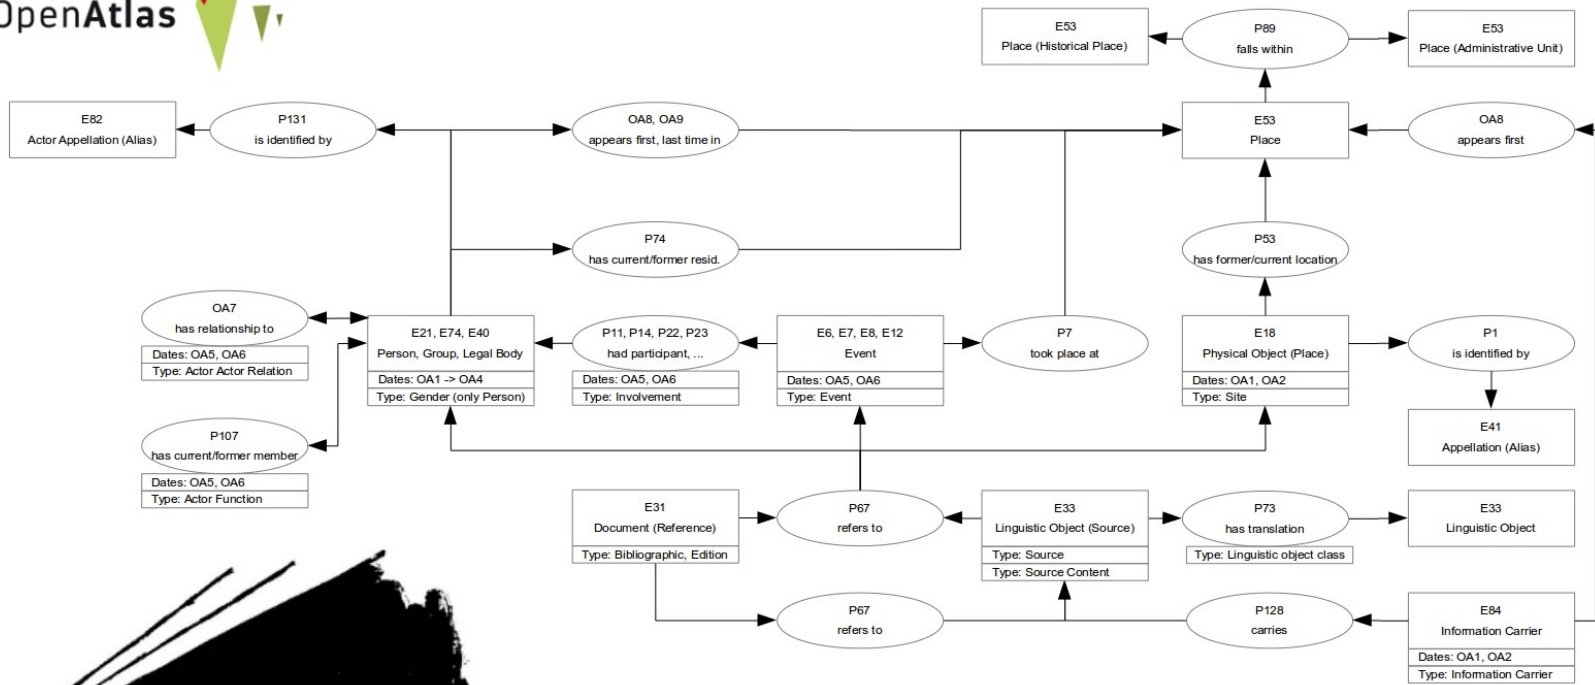 OpenAtlas
E53
Place (Historical Place)
P89
falls within
E53
Place (Administrative Unit)
E82
Actor Appellation (Alias)
P131
is identified by
OA8, OA9
appears first, last time in
E53
Place
OA8
appears first
P74
has current/former resid.
P53
has former/current location
OA7
has relationship to
Dates: OA5, OA6
Type: Actor Actor Relation
E21, E74, E40
Person, Group, Legal Body
Dates: OA1 -> OA4
Type: Gender (only Person)
P11, P14, P22, P23
had participant, ...
Dates: OA5, OA6
Type: Involvement
E6, E7, E8, E12
Event
Dates: OA5, OA6
Type: Event
P7
took place at
E18
Physical Object (Place)
Dates: OA1, OA2
Type: Site
P1
is identified by
P107
has current/former member
Dates: OA5, OA6
Type: Actor Function
E41
Appellation (Alias)
E31
Document (Reference)
Type: Bibliographic, Edition
P67
refers to
E33
Linguistic Object (Source)
Type: Source
Type: Source Content
P73
has translation
Type: Linguistic object class
E33
Linguistic Object
P67
refers to
P128
carries
E84
Information Carrier
Dates: OA1, OA2
Type: Information Carrier